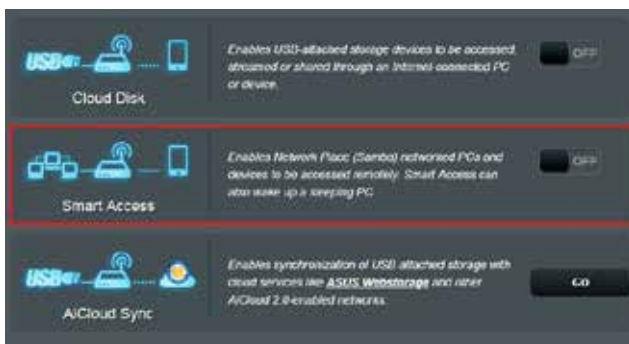 USB
Cloud Disk
Enables USB-attached storage devices to be accessed,
streamed or shared through an Internet-connected PC
or device.
OFF
Smart Access
Enables Network Place (Samba) networked PCs and
devices to be accessed remotely. Smart Access can
also wake up a sleeping PC.
OFF
USB
AiCloud Sync
Enables synchronization of USB-attached storage with
cloud services like ASUS Webstorage and other
AiCloud 2.0-enabled networks.
GO